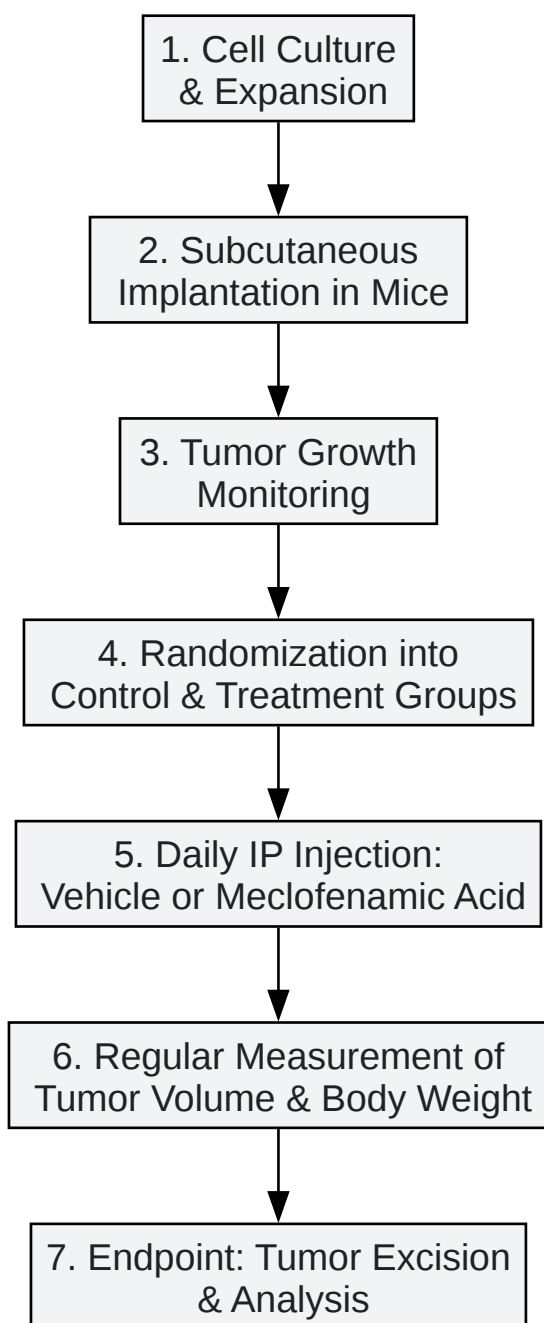 1. Cell Culture
& Expansion
2. Subcutaneous
Implantation in Mice
3. Tumor Growth
Monitoring
4. Randomization into
Control & Treatment Groups
5. Daily IP Injection:
Vehicle or Meclofenamic Acid
6. Regular Measurement of
Tumor Volume & Body Weight
7. Endpoint: Tumor Excision
& Analysis